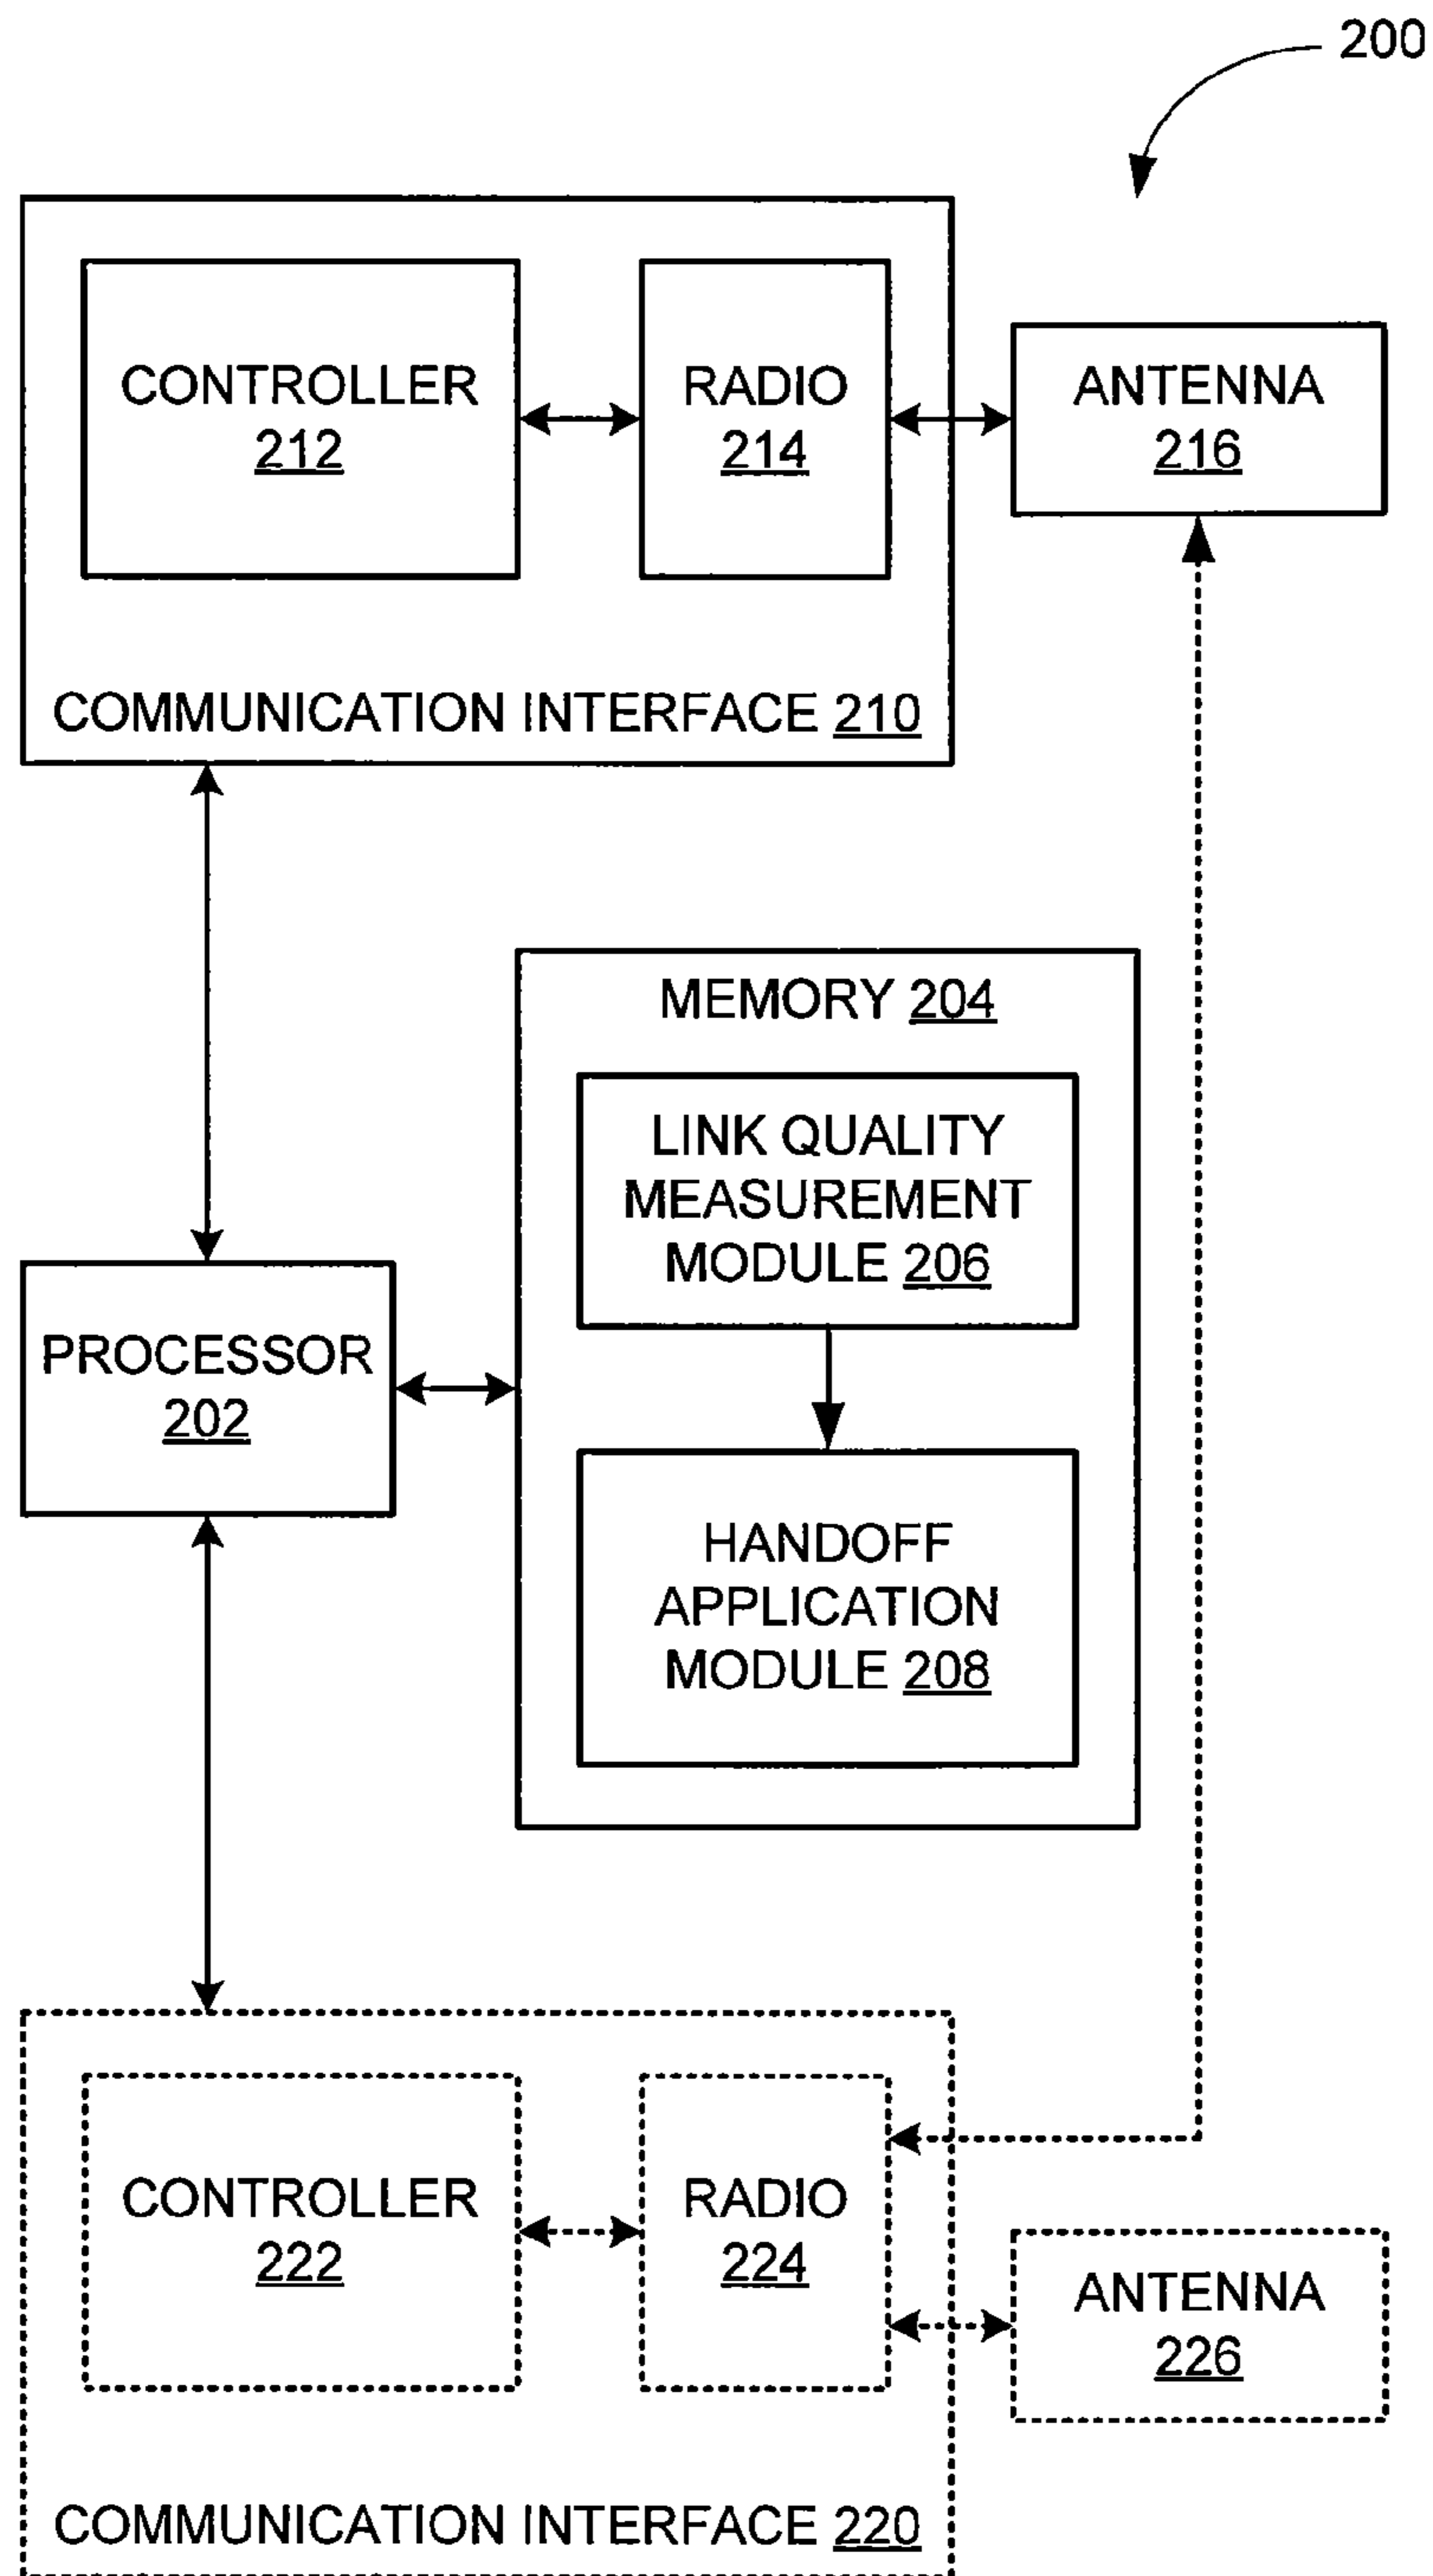 200
CONTROLLER
212
RADIO
214
ANTENNA
216
COMMUNICATION INTERFACE 210
MEMORY 204
LINK QUALITY
MEASUREMENT
MODULE 206
PROCESSOR
202
HANDOFF
APPLICATION
MODULE 208
CONTROLLER
222
RADIO
224
ANTENNA
226
COMMUNICATION INTERFACE 220